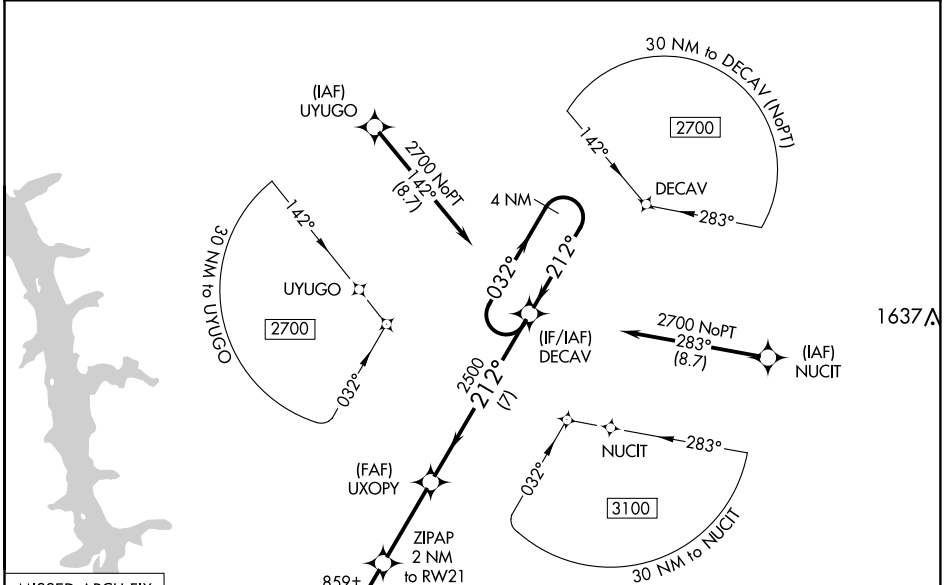 30 NM to DECAV (NoPT)
2700
142°
DECAV
283°
(IAF)
UYUGO
2700 NoPT
142°
(8.7)
4 NM
032°
212°
142°
30 NM to UYUGO
UYUGO
2700
032°
(IF/IAF)
DECAV
2700 NoPT
283°
(8.7)
(IAF)
NUCIT
1637
2500
212°
(7)
NUCIT
283°
032°
3100
30 NM to NUCIT
(FAF)
UXOPY
ZIPAP
2 NM
to RW21
859±
MISSED APCH FIX